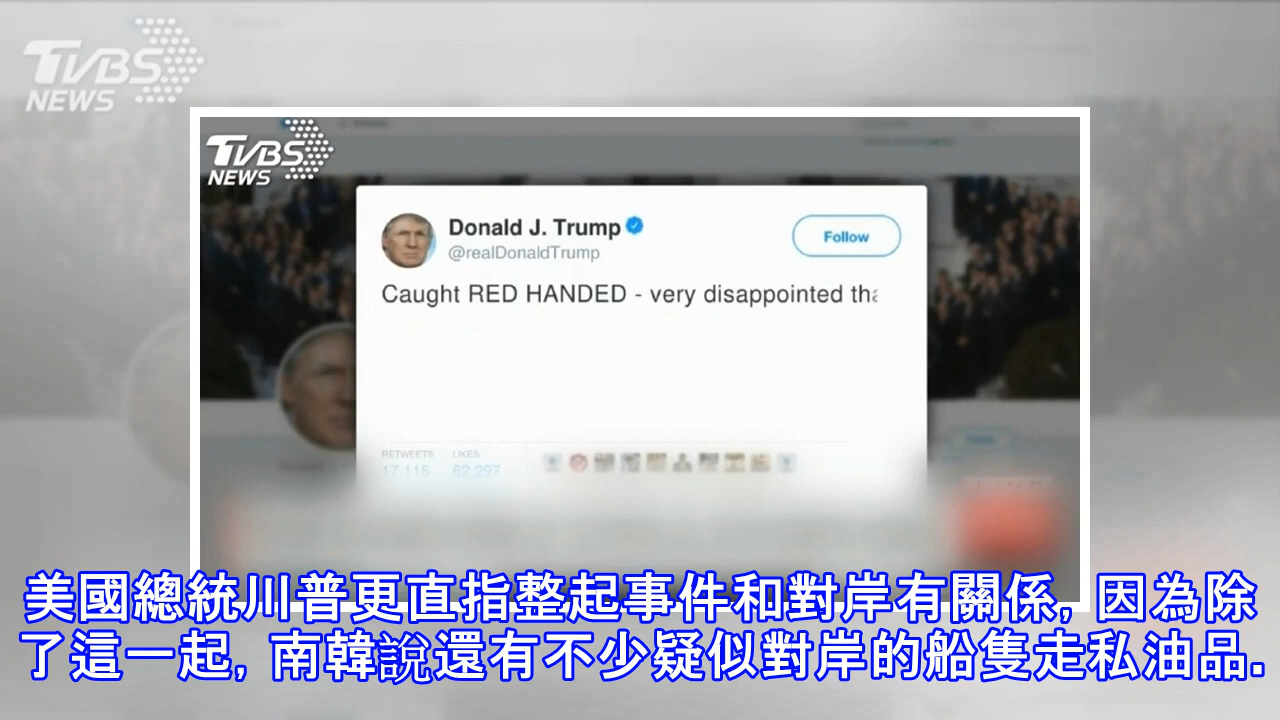 TVBS
NEWS
TVBS
NEWS
Donald J. Trump
@realDonaldTrump
Follow
Caught RED HANDED - very disappointed tha
RETWEETS LIKES
17,115 62,297
美國總統川普更直指整起事件和對岸有關係, 因為除
了這一起, 南韓說還有不少疑似對岸的船隻走私油品.